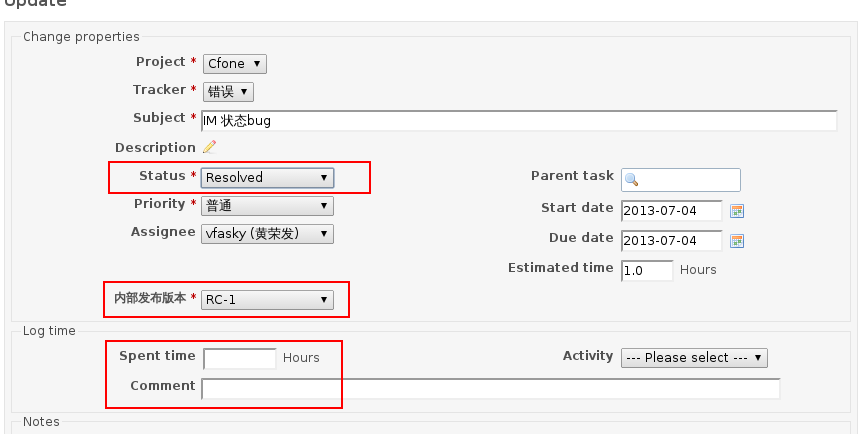 Update
Change properties
Project * Cfone
Tracker * 错误
Subject * IM 状态bug
Description
Status * Resolved
Parent task
Priority * 普通
Start date 2013-07-04
Assignee vfasky (黄荣发)
Due date 2013-07-04
Estimated time 1.0 Hours
内部发布版本 * RC-1
Log time
Spent time Hours
Activity --- Please select ---
Comment
Notes